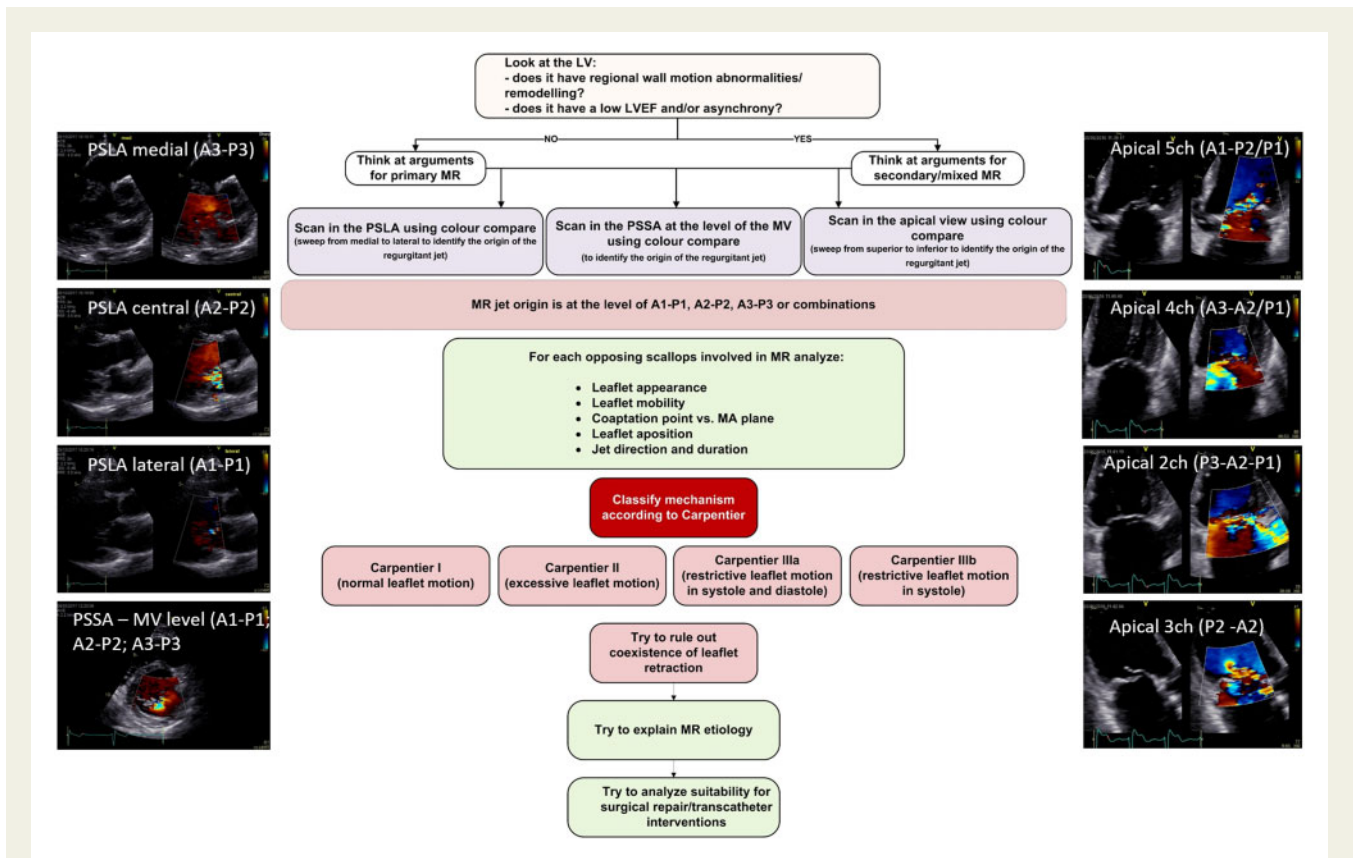 Look at the LV:
- does it have regional wall motion abnormalities/
remodelling?
- does it have a low LVEF and/or asynchrony?
NO
YES
Think at arguments
for primary MR
Think at arguments for
secondary/mixed MR
Scan in the PSLA using colour compare
(sweep from medial to lateral to identify the origin of the
regurgitant jet)
Scan in the PSSA at the level of the MV
using colour compare
(to identify the origin of the regurgitant jet)
Scan in the apical view using colour
compare
(sweep from superior to inferior to identify the origin of the
regurgitant jet)
MR jet origin is at the level of A1-P1, A2-P2, A3-P3 or combinations
For each opposing scallops involved in MR analyze:
• Leaflet appearance
• Leaflet mobility
• Coaptation point vs. MA plane
• Leaflet aposition
• Jet direction and duration
Classify mechanism
according to Carpentier
Carpentier I
(normal leaflet motion)
Carpentier II
(excessive leaflet motion)
Carpentier IIIa
(restrictive leaflet motion
in systole and diastole)
Carpentier IIIb
(restrictive leaflet motion
in systole)
Try to rule out
coexistence of leaflet
retraction
Try to explain MR etiology
Try to analyze suitability for
surgical repair/transcatheter
interventions
PSLA medial (A3-P3)
PSLA central (A2-P2)
PSLA lateral (A1-P1)
PSSA – MV level (A1-P1;
A2-P2; A3-P3
Apical 5ch (A1-P2/P1)
Apical 4ch (A3-A2/P1)
Apical 2ch (P3-A2-P1)
Apical 3ch (P2 -A2)